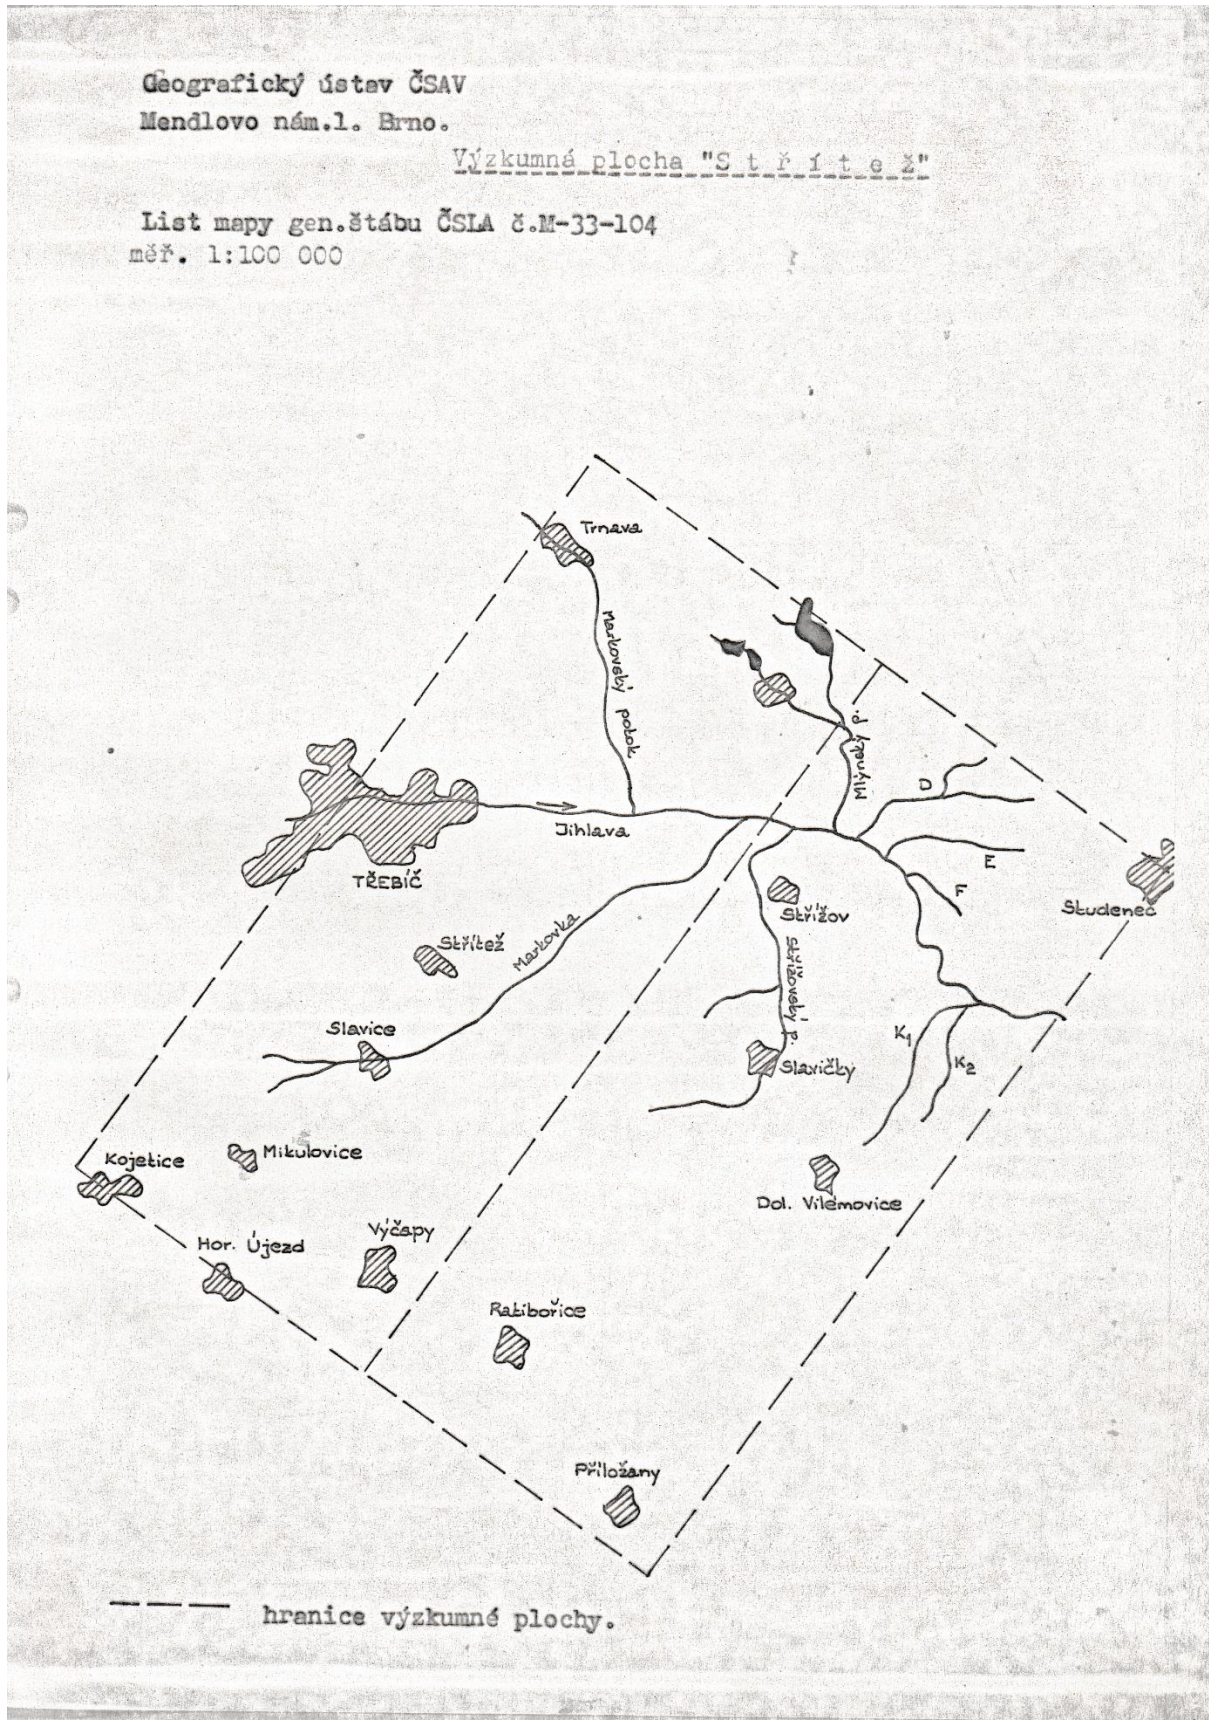 Geografický ústav ČSAV
Mendlovo nám.1. Brno.
Výzkumná plocha "S t ř í t e ž"
List mapy gen.štábu ČSLA č.M-33-104
měř. 1:100 000
Trnava
Markovský potok
Mlýnský p.
D
Jihlava
E
TŘEBÍČ
F
Studenec
Střížov
Střítež
Markovka
Střížovský p.
Slavice
K1
K2
Slavičky
Kojetice
Mikulovice
Dol. Vilémovice
Výčapy
Hor. Újezd
Ratibořice
Příložany
hranice výzkumné plochy.